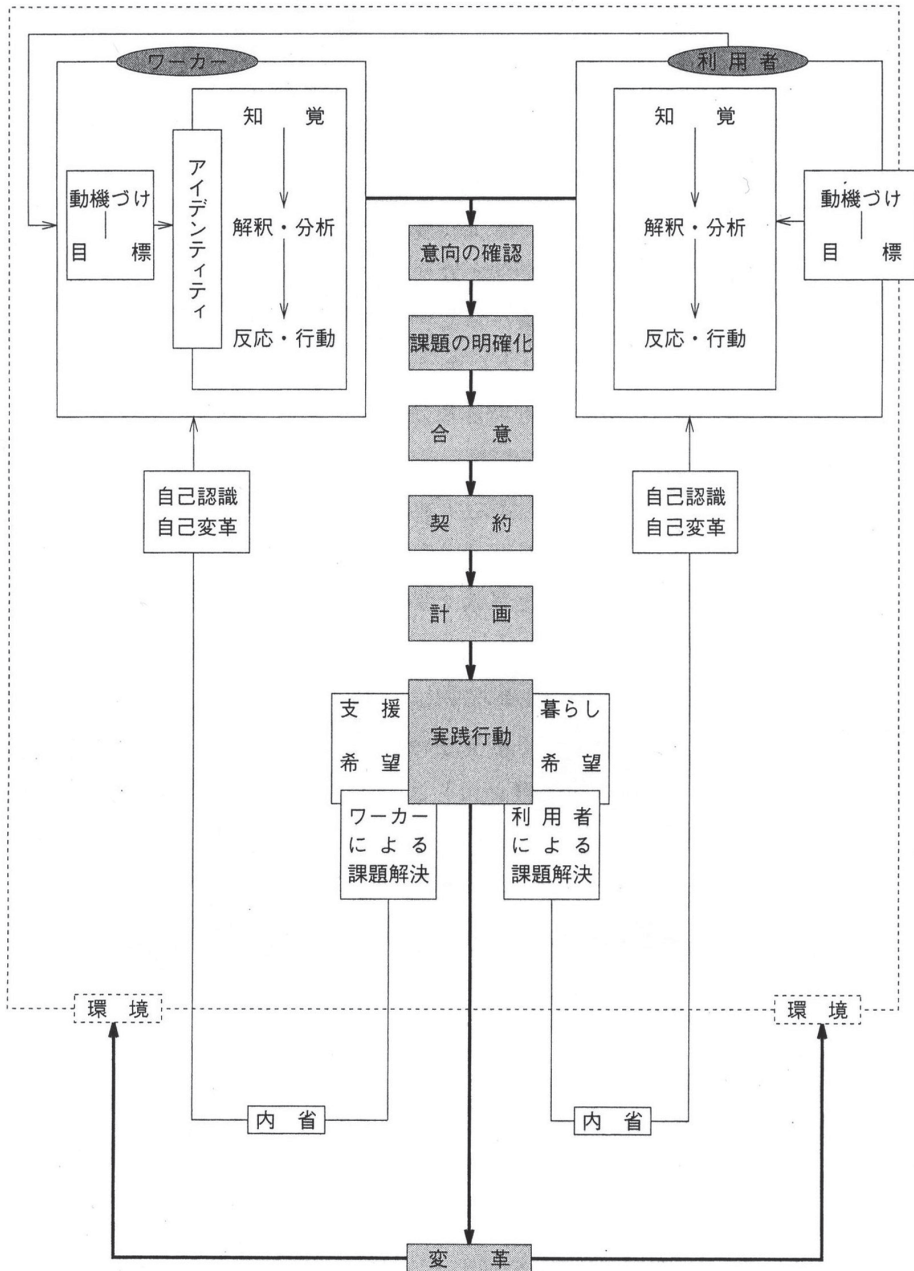 ワーカー
知覚
アイデンティティ
動機づけ
目標
解釈・分析
反応・行動
利用者
知覚
解釈・分析
反応・行動
動機づけ
目標
意向の確認
課題の明確化
合意
契約
計画
自己認識
自己変革
自己認識
自己変革
支援
希望
実践行動
暮らし
希望
ワーカー
による
課題解決
利用者
による
課題解決
環境
環境
内省
内省
変革